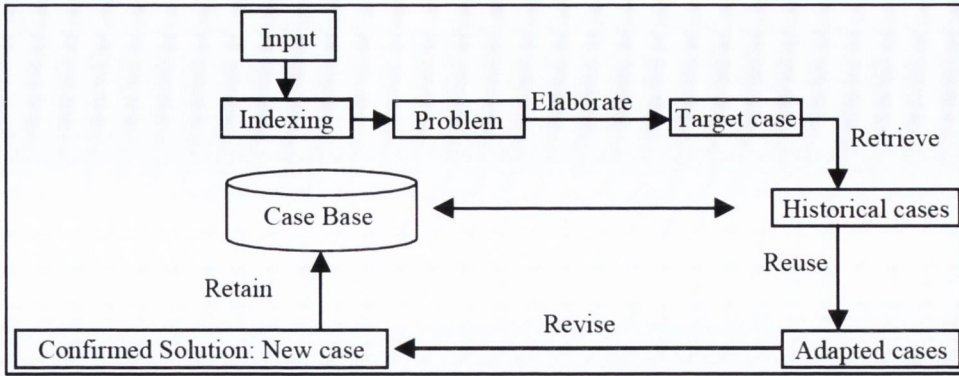 Input
Indexing
Problem
Elaborate
Target case
Retrieve
Case Base
Historical cases
Reuse
Retain
Revise
Confirmed Solution: New case
Adapted cases